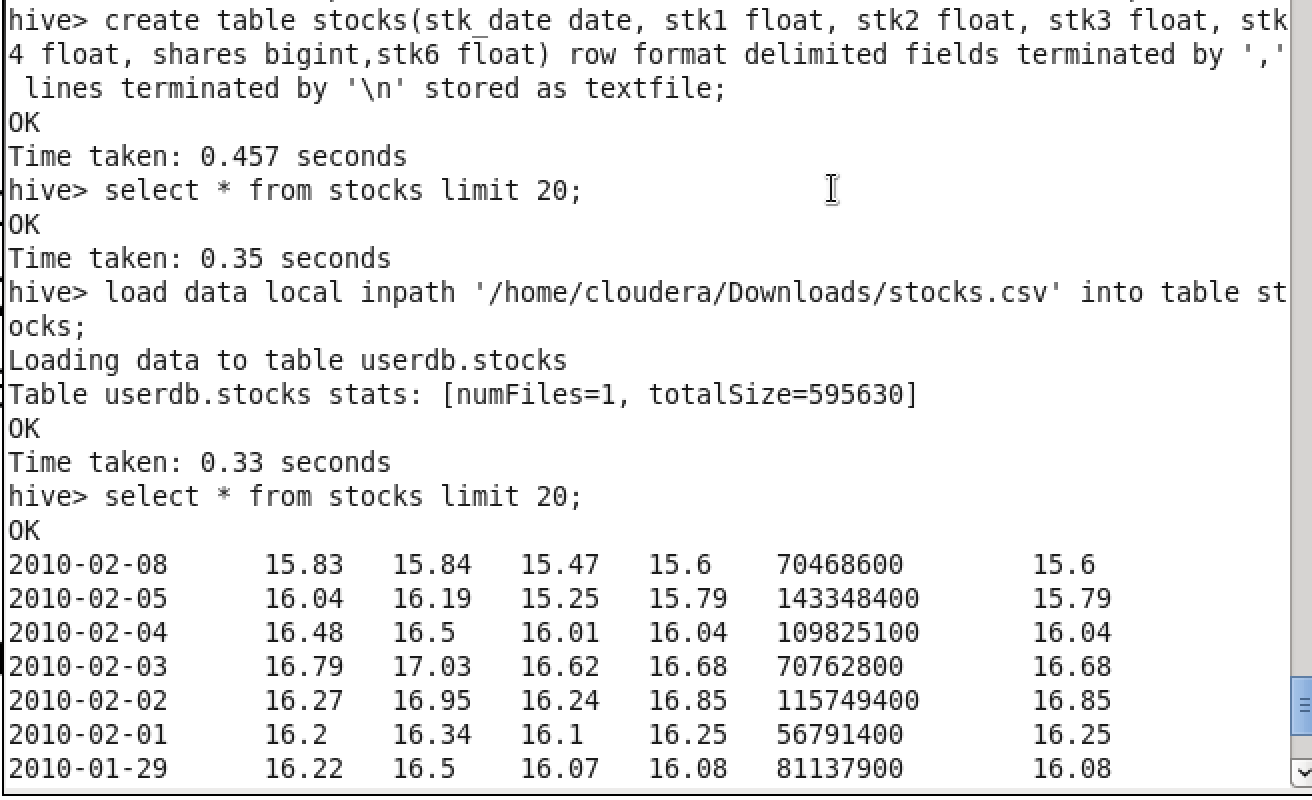 hive> create table stocks(stk_date date, stk1 float, stk2 float, stk3 float, stk
4 float, shares bigint,stk6 float) row format delimited fields terminated by ','
 lines terminated by '\n' stored as textfile;
OK
Time taken: 0.457 seconds
hive> select * from stocks limit 20;
OK
Time taken: 0.35 seconds
hive> load data local inpath '/home/cloudera/Downloads/stocks.csv' into table st
ocks;
Loading data to table userdb.stocks
Table userdb.stocks stats: [numFiles=1, totalSize=595630]
OK
Time taken: 0.33 seconds
hive> select * from stocks limit 20;
OK
2010-02-08	15.83	15.84	15.47	15.6	70468600	15.6
2010-02-05	16.04	16.19	15.25	15.79	143348400	15.79
2010-02-04	16.48	16.5	16.01	16.04	109825100	16.04
2010-02-03	16.79	17.03	16.62	16.68	70762800	16.68
2010-02-02	16.27	16.95	16.24	16.85	115749400	16.85
2010-02-01	16.2	16.34	16.1	16.25	56791400	16.25
2010-01-29	16.22	16.5	16.07	16.08	81137900	16.08